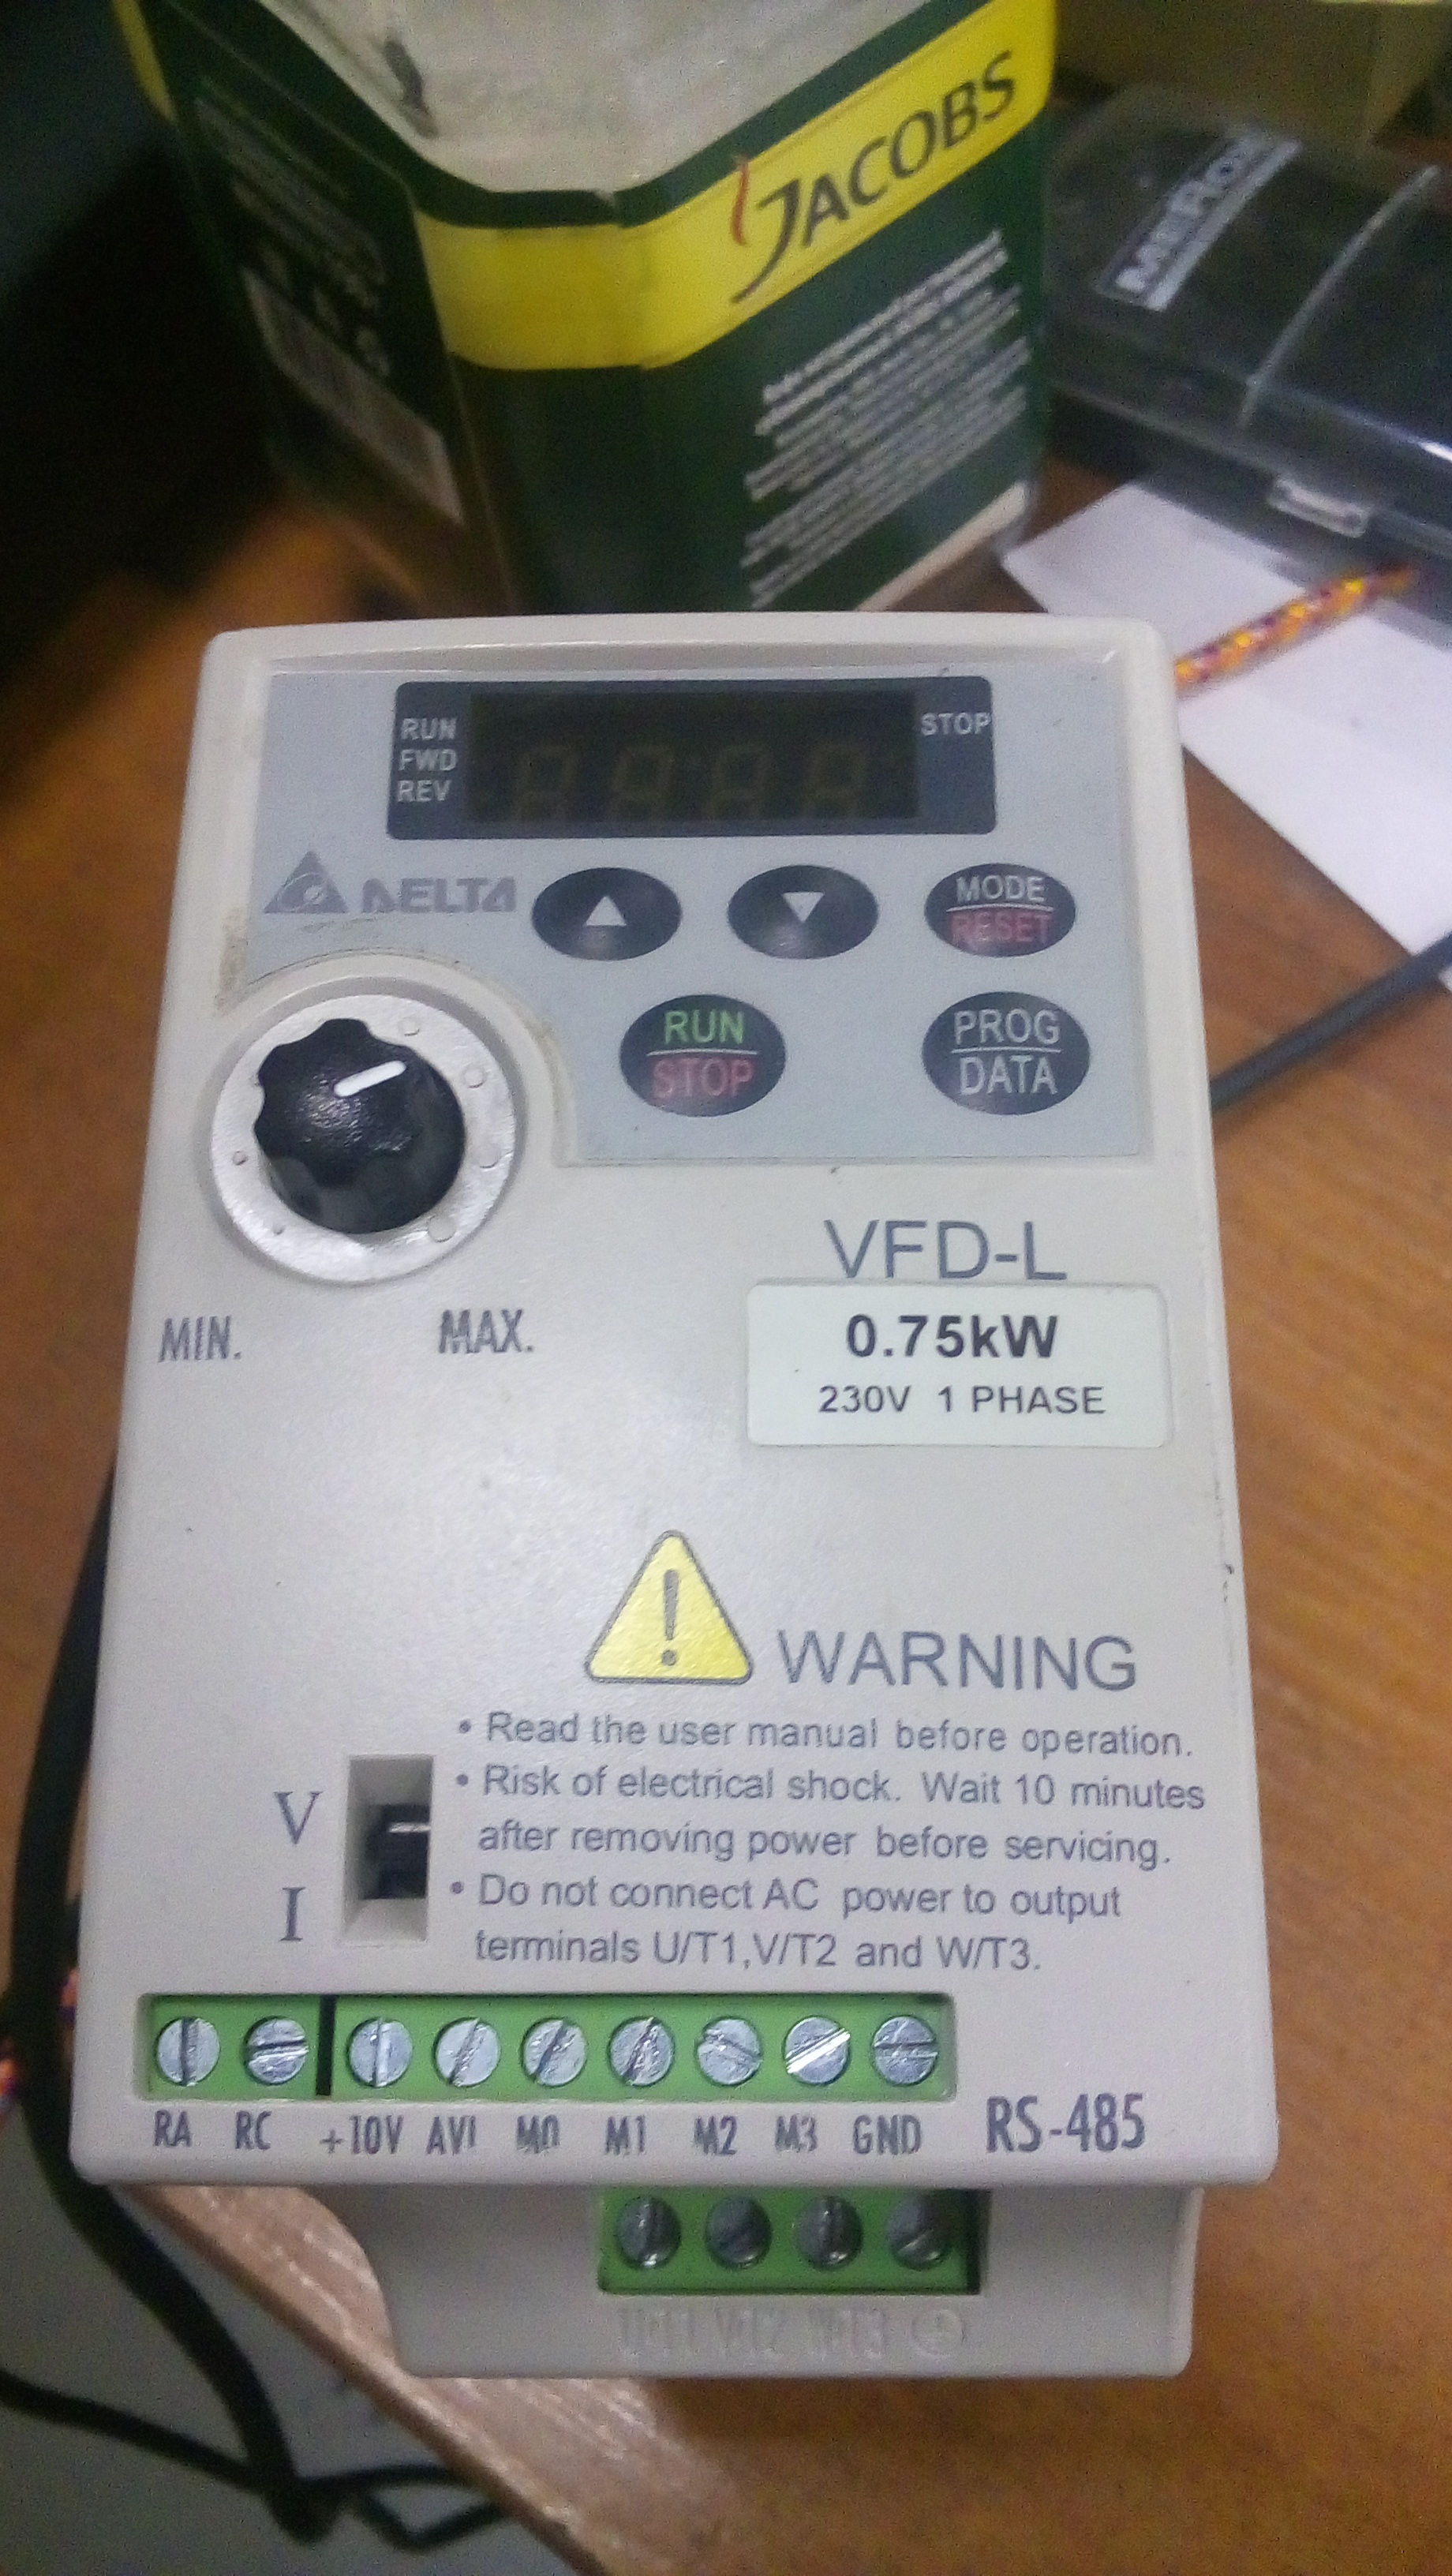 JACOBS
RUN
FWD
REV
STOP
DELTA
MODE
RESET
RUN
STOP
PROG
DATA
VFD-L
0.75kW
230V 1 PHASE
MIN.
MAX.
WARNING
• Read the user manual before operation.
• Risk of electrical shock. Wait 10 minutes
after removing power before servicing.
• Do not connect AC power to output
terminals U/T1,V/T2 and W/T3.
V
I
RA RC +10V AVI M0 M1 M2 M3 GND RS-485
U/T1 V/T2 W/T3